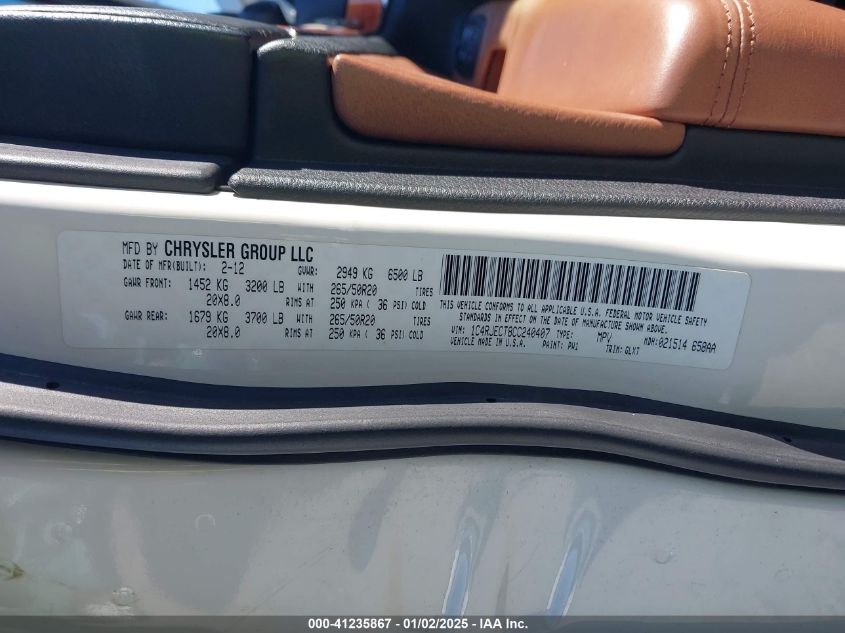 MFD BY CHRYSLER GROUP LLC
DATE OF MFR(BUILT): 2-12 GVWR: 2949 KG 6500 LB
GAWR FRONT: 1452 KG 3200 LB WITH 265/50R20 TIRES
20X8.0 RIMS AT 250 KPA ( 36 PSI) COLD
GAWR REAR: 1679 KG 3700 LB WITH 265/50R20 TIRES
20X8.0 RIMS AT 250 KPA ( 36 PSI) COLD
THIS VEHICLE CONFORMS TO ALL APPLICABLE U.S.A. FEDERAL MOTOR VEHICLE SAFETY
STANDARDS IN EFFECT ON THE DATE OF MANUFACTURE SHOWN ABOVE.
VIN: 1C4RJECT8CC240407 TYPE: MPV MDH:021514 658AA
VEHICLE MADE IN U.S.A. PAINT: PW1 TRIM: GLXT
000-41235867 - 01/02/2025 - IAA Inc.